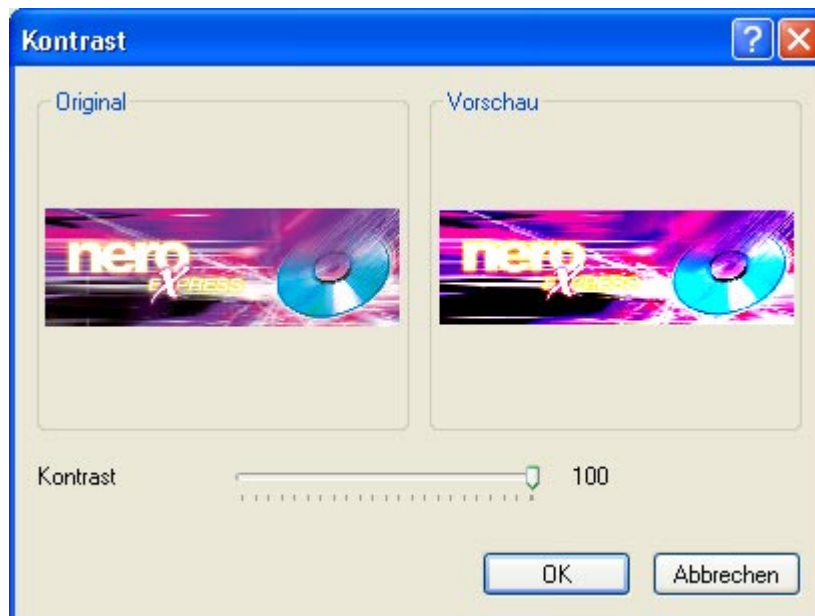 Kontrast
Original
Vorschau
nero
EXPRESS
nero
EXPRESS
Kontrast 100
OK
Abbrechen